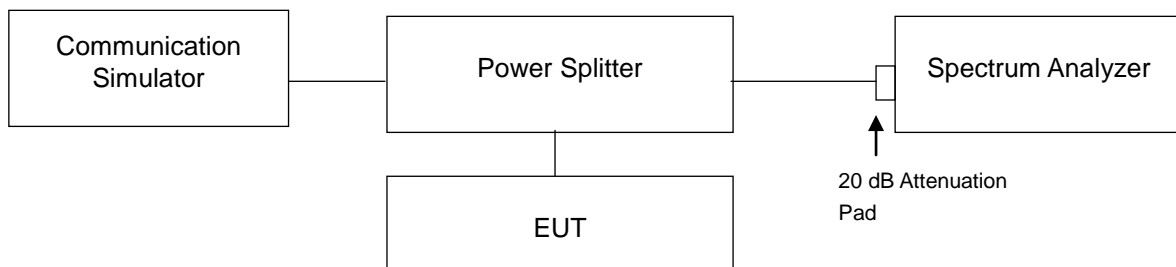 Communication
Simulator
Power Splitter
Spectrum Analyzer
20 dB Attenuation
Pad
EUT